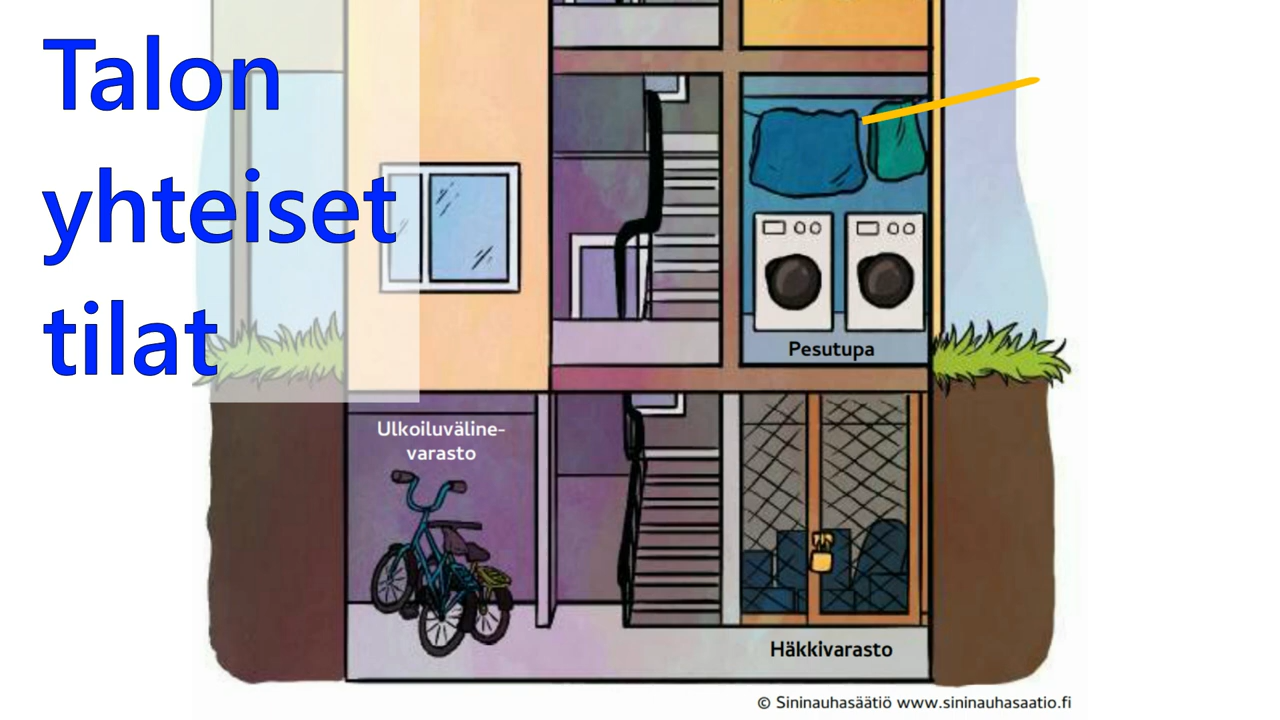 Talon
yhteiset
tilat
Pesutupa
Ulkoiluväline-
varasto
Häkkivarasto
© Sininauhasäätiö www.sininauhasaatio.fi